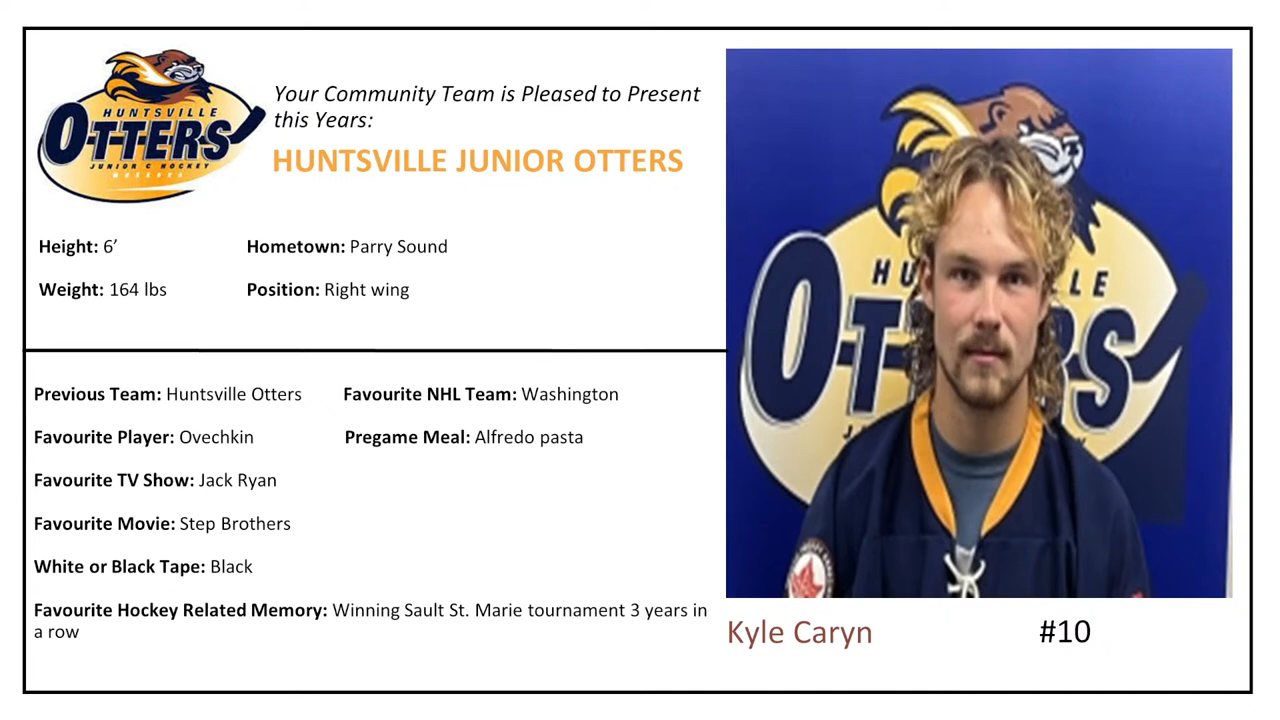 HUNTSVILLE
OTTERS
JUNIOR C HOCKEY
MUSKOKA
Your Community Team is Pleased to Present
this Years:
HUNTSVILLE JUNIOR OTTERS
Height: 6’
Hometown: Parry Sound
Weight: 164 lbs
Position: Right wing
Previous Team: Huntsville Otters
Favourite NHL Team: Washington
Favourite Player: Ovechkin
Pregame Meal: Alfredo pasta
Favourite TV Show: Jack Ryan
Favourite Movie: Step Brothers
White or Black Tape: Black
Favourite Hockey Related Memory: Winning Sault St. Marie tournament 3 years in
a row
Kyle Caryn
#10